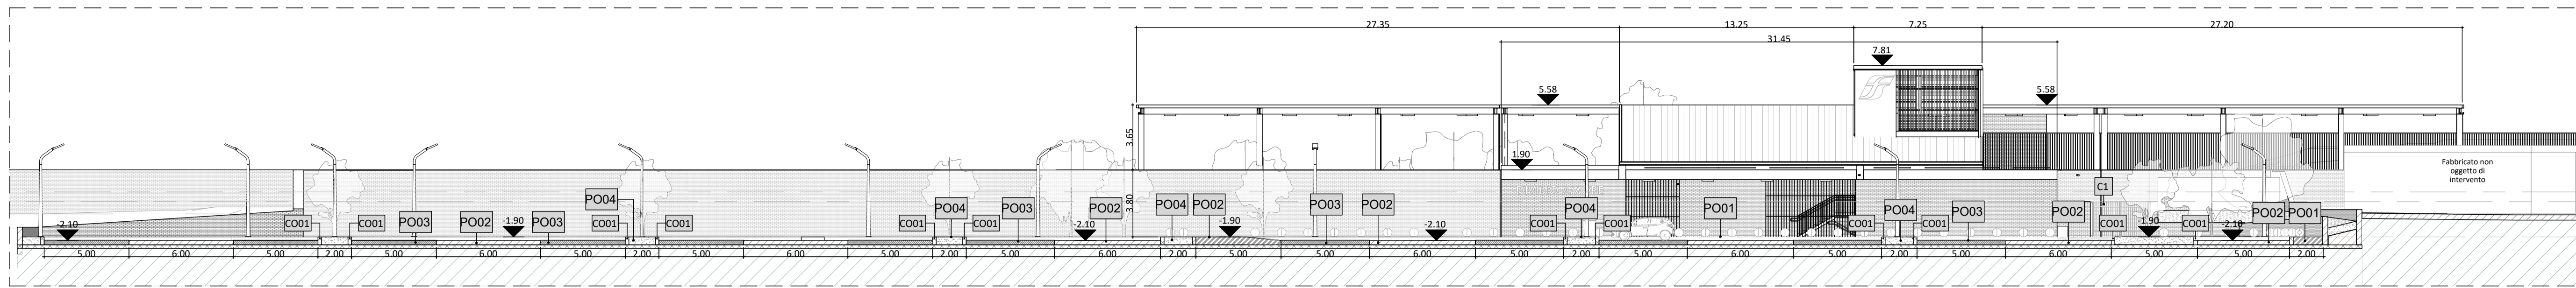 27.35
13.25
7.25
27.20
31.45
7.81
5.58
5.58
3.65
1.90
3.80
Fabbricato non
oggetto di
intervento
C1
PO04
PO04
PO04
PO02
PO04
PO01
PO04
PO03
PO02
PO03
PO03
PO02
PO03
PO02
PO03
PO02
PO02
PO01
CO01
CO01
CO01
CO01
CO01
CO01
CO01
CO01
CO01
CO01
CO01
CO01
-2.10
-1.90
-2.10
-1.90
-2.10
-1.90
-2.10
5.00
6.00
5.00
2.00
5.00
6.00
5.00
2.00
5.00
6.00
5.00
2.00
5.00
6.00
2.00
5.00
5.00
6.00
5.00
2.00
5.00
6.00
5.00
2.00
5.00
6.00
5.00
5.00
2.00